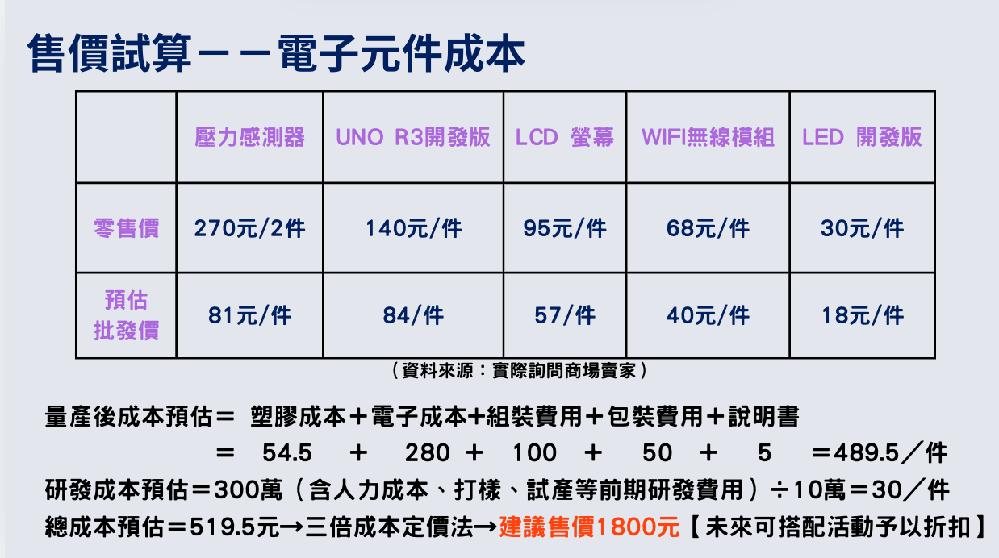 售價試算－－電子元件成本
壓力感測器 UNO R3開發版 LCD 螢幕 WIFI無線模組 LED 開發版
零售價 270元/2件 140元/件 95元/件 68元/件 30元/件
預估
批發價 81元/件 84/件 57/件 40元/件 18元/件
（資料來源：實際詢問商場賣家）
量產後成本預估＝ 塑膠成本＋電子成本+組裝費用＋包裝費用＋說明書
＝ 54.5 ＋ 280 ＋ 100 ＋ 50 ＋ 5 ＝489.5／件
研發成本預估＝300萬（含人力成本、打樣、試產等前期研發費用）÷10萬＝30／件
總成本預估＝519.5元→三倍成本定價法→建議售價1800元【未來可搭配活動予以折扣】